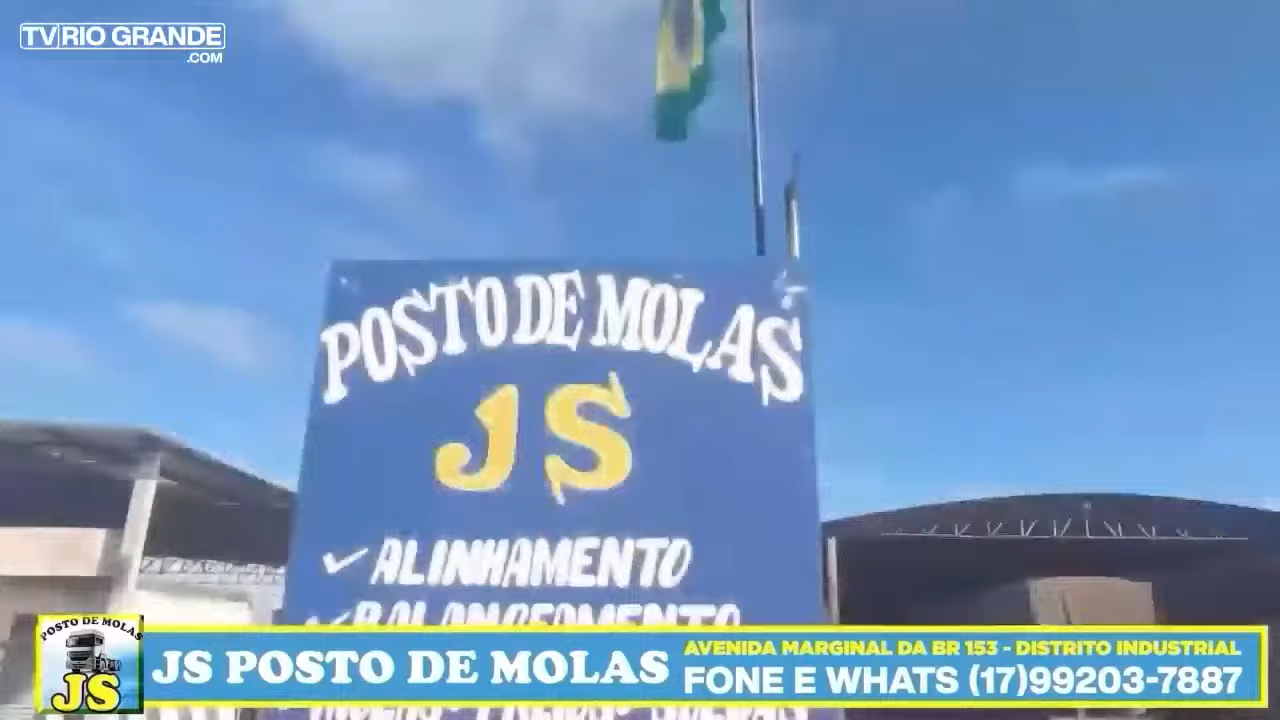 TV RIO GRANDE
.COM
POSTO DE MOLAS
JS
ALINHAMENTO
BALANCEAMENTO
POSTO DE MOLAS
JS
JS POSTO DE MOLAS
AVENIDA MARGINAL DA BR 153 - DISTRITO INDUSTRIAL
FONE E WHATS (17)99203-7887